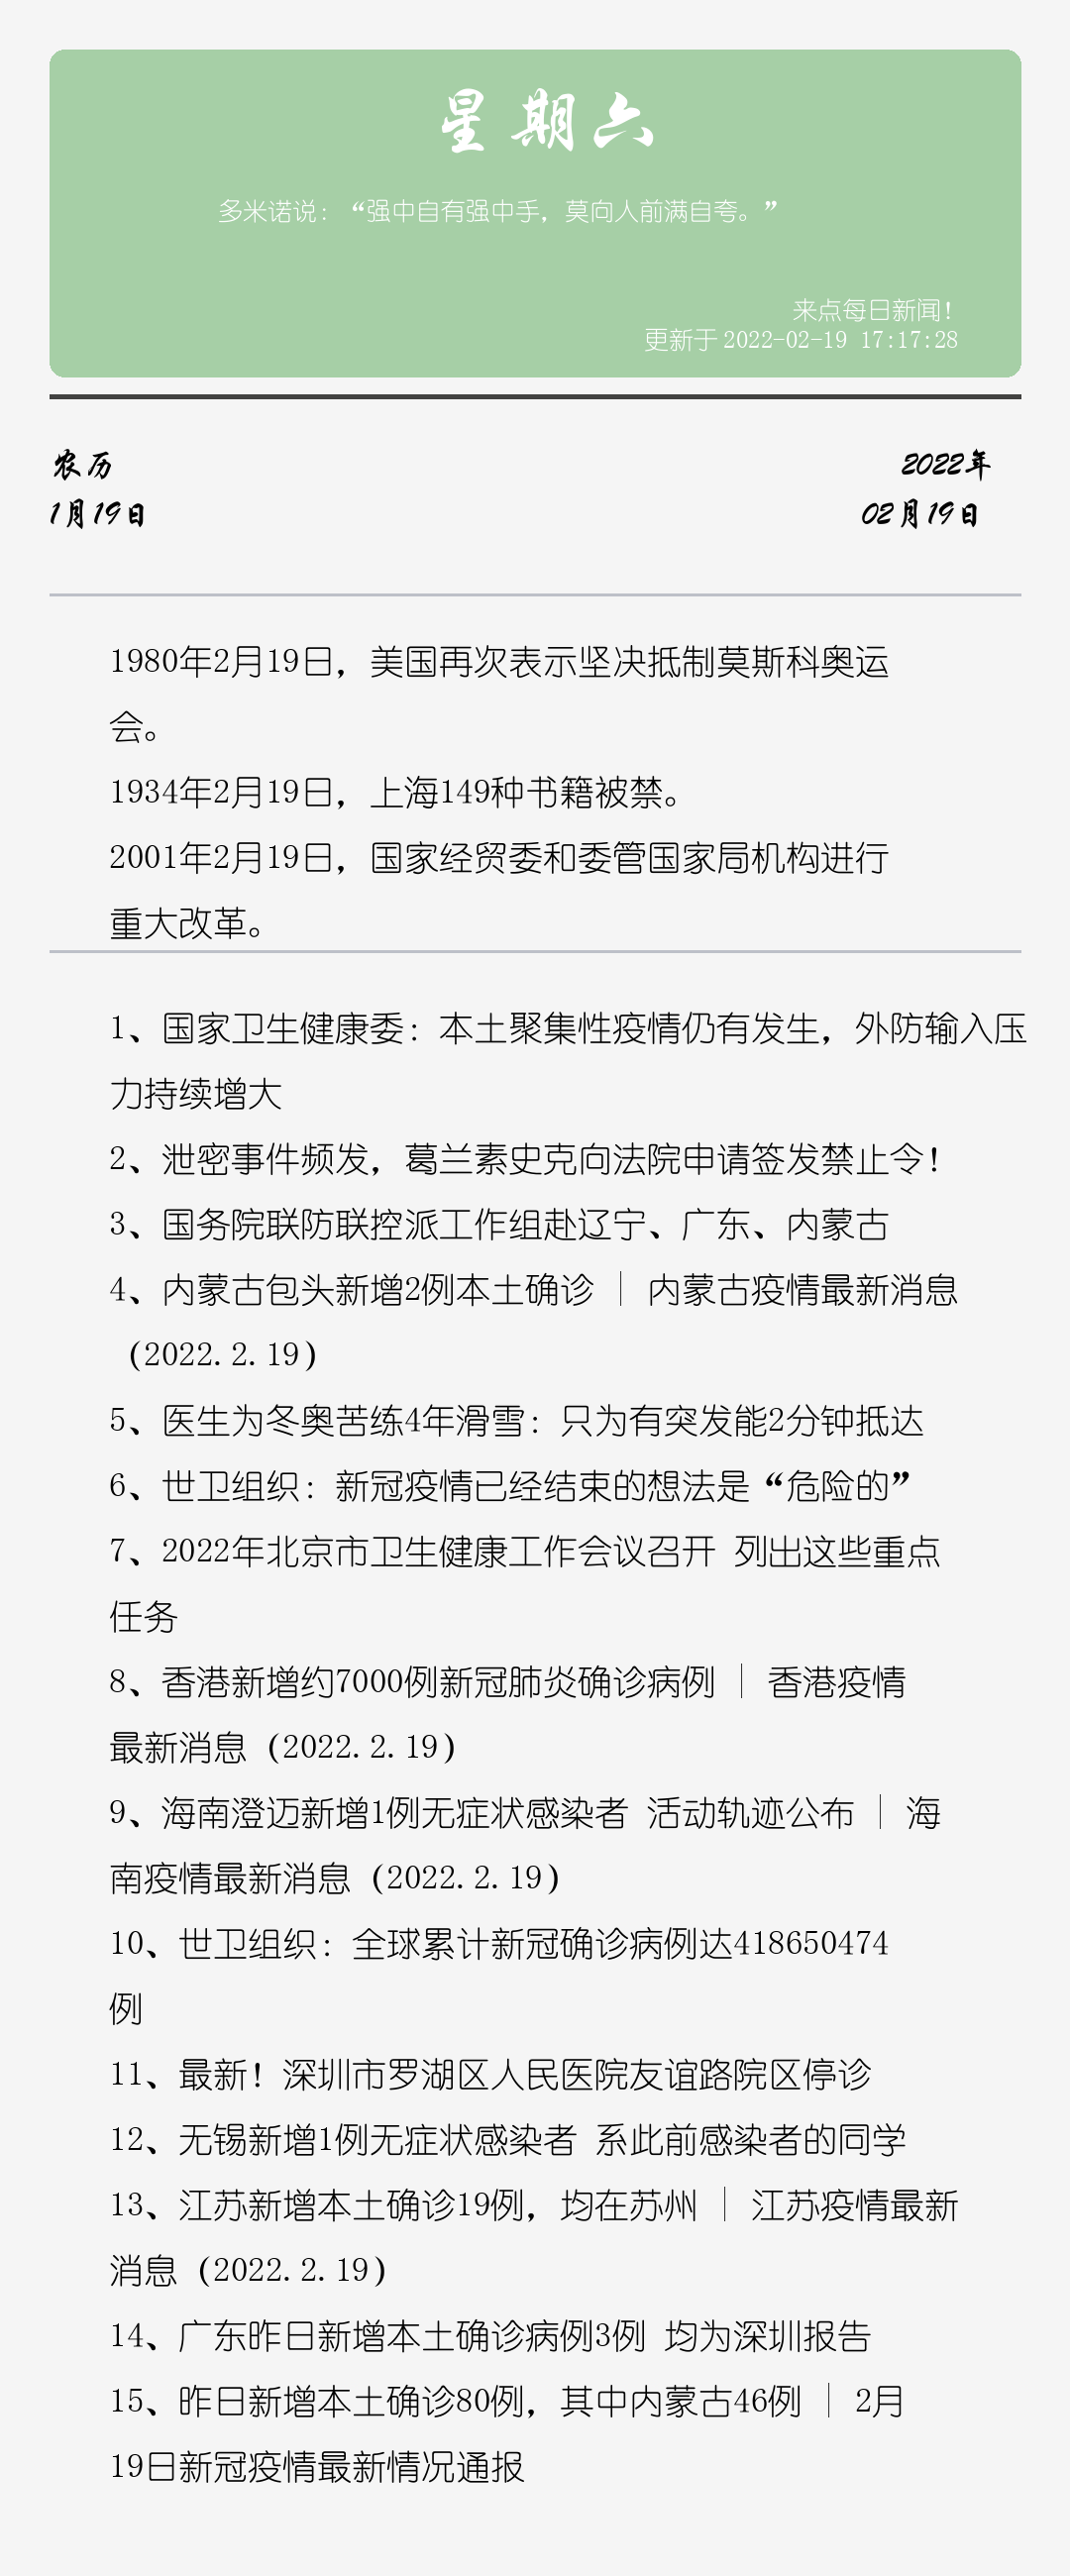 星期六
多米诺说：“强中自有强中手，莫向人前满自夸。”
来点每日新闻！
更新于 2022-02-19 17:17:28
农历
2022年
1月19日
02月19日
1980年2月19日，美国再次表示坚决抵制莫斯科奥运
会。
1934年2月19日，上海149种书籍被禁。
2001年2月19日，国家经贸委和委管国家局机构进行
重大改革。
1、国家卫生健康委：本土聚集性疫情仍有发生，外防输入压
力持续增大
2、泄密事件频发，葛兰素史克向法院申请签发禁止令！
3、国务院联防联控派工作组赴辽宁、广东、内蒙古
4、内蒙古包头新增2例本土确诊 | 内蒙古疫情最新消息
（2022.2.19）
5、医生为冬奥苦练4年滑雪：只为有突发能2分钟抵达
6、世卫组织：新冠疫情已经结束的想法是“危险的”
7、2022年北京市卫生健康工作会议召开 列出这些重点
任务
8、香港新增约7000例新冠肺炎确诊病例 | 香港疫情
最新消息（2022.2.19）
9、海南澄迈新增1例无症状感染者 活动轨迹公布 | 海
南疫情最新消息（2022.2.19）
10、世卫组织：全球累计新冠确诊病例达418650474
例
11、最新！深圳市罗湖区人民医院友谊路院区停诊
12、无锡新增1例无症状感染者 系此前感染者的同学
13、江苏新增本土确诊19例，均在苏州 | 江苏疫情最新
消息（2022.2.19）
14、广东昨日新增本土确诊病例3例 均为深圳报告
15、昨日新增本土确诊80例，其中内蒙古46例 | 2月
19日新冠疫情最新情况通报